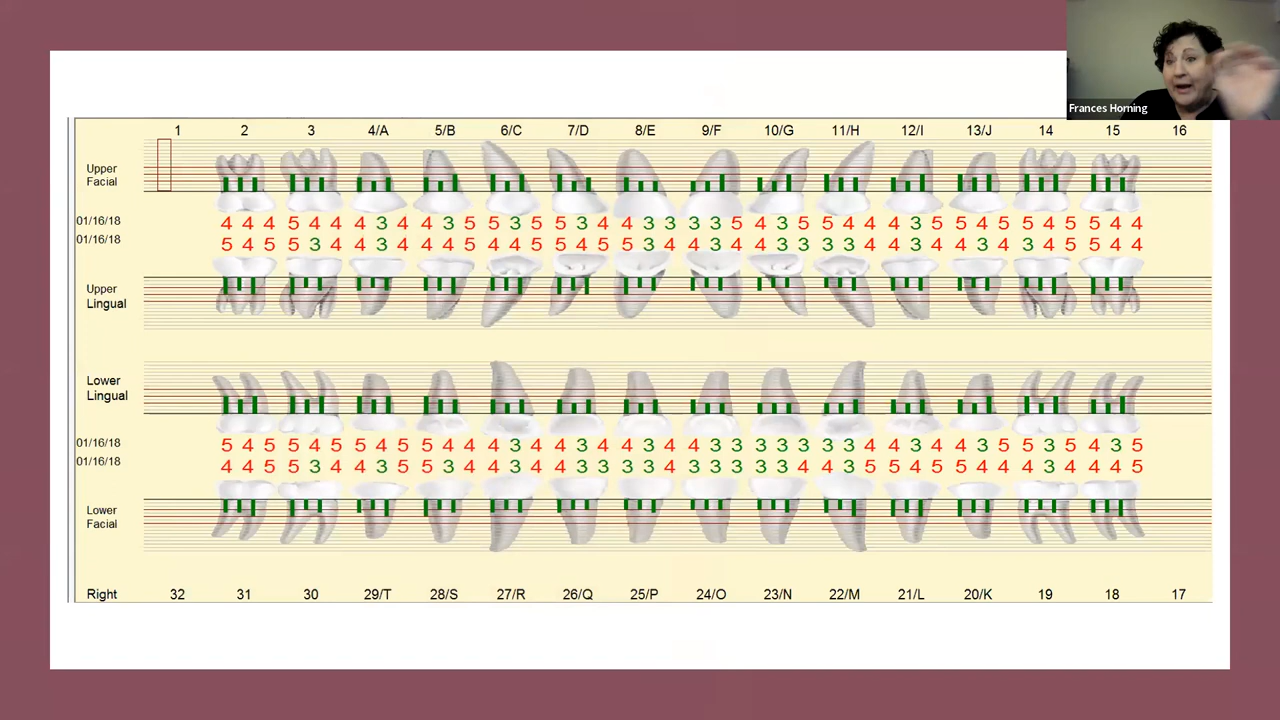 Frances Horning
1 2 3 4/A 5/B 6/C 7/D 8/E 9/F 10/G 11/H 12/I 13/J 14 15 16
Upper
Facial
01/16/18 4 4 4 5 4 4 4 3 4 4 3 5 5 3 5 5 3 4 4 3 3 3 3 5 4 3 5 5 4 4 4 3 5 5 4 5 4 4 5 5 4 4
01/16/18 5 4 5 5 3 4 4 3 4 4 4 5 4 4 5 4 5 4 5 5 3 4 4 3 4 4 3 3 3 3 4 4 4 5 4 3 4 3 4 5 5 4 4
Upper
Lingual
Lower
Lingual
01/16/18 5 4 5 5 4 5 4 5 4 5 5 4 4 4 3 4 4 3 4 4 3 4 4 3 3 3 3 3 3 3 4 4 3 4 4 3 5 5 3 5 4 3 5
01/16/18 4 4 5 5 3 4 4 3 5 5 3 4 4 3 4 4 3 3 3 3 4 3 3 3 3 3 4 4 3 5 5 4 5 5 4 4 4 3 4 5 4 5
Lower
Facial
Right 32 31 30 29/T 28/S 27/R 26/Q 25/P 24/O 23/N 22/M 21/L 20/K 19 18 17